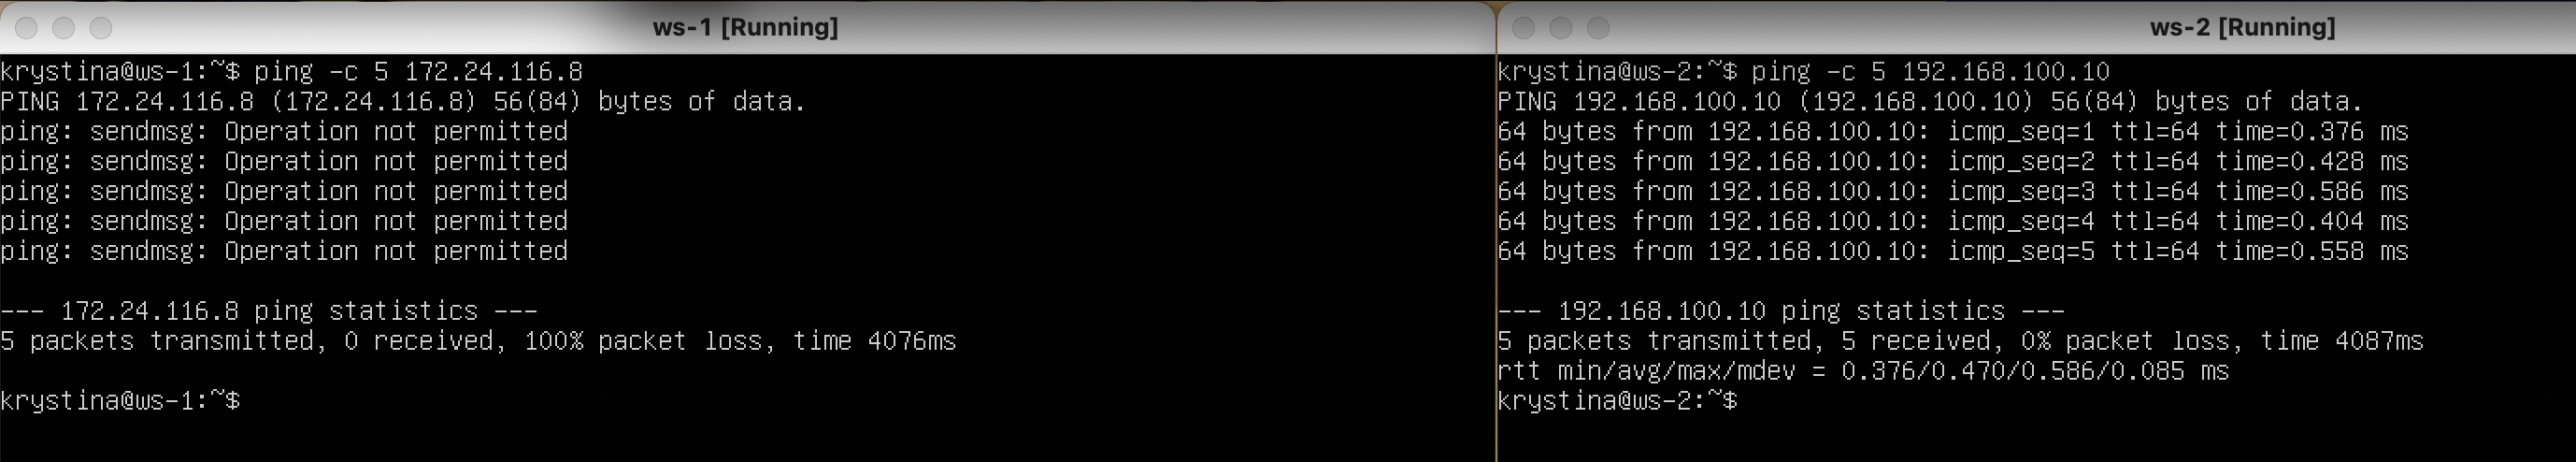 ws-1 [Running]
krystina@ws-1:~$ ping -c 5 172.24.116.8
PING 172.24.116.8 (172.24.116.8) 56(84) bytes of data.
ping: sendmsg: Operation not permitted
ping: sendmsg: Operation not permitted
ping: sendmsg: Operation not permitted
ping: sendmsg: Operation not permitted
ping: sendmsg: Operation not permitted
--- 172.24.116.8 ping statistics ---
5 packets transmitted, 0 received, 100% packet loss, time 4076ms
krystina@ws-1:~$
ws-2 [Running]
krystina@ws-2:~$ ping -c 5 192.168.100.10
PING 192.168.100.10 (192.168.100.10) 56(84) bytes of data.
64 bytes from 192.168.100.10: icmp_seq=1 ttl=64 time=0.376 ms
64 bytes from 192.168.100.10: icmp_seq=2 ttl=64 time=0.428 ms
64 bytes from 192.168.100.10: icmp_seq=3 ttl=64 time=0.586 ms
64 bytes from 192.168.100.10: icmp_seq=4 ttl=64 time=0.404 ms
64 bytes from 192.168.100.10: icmp_seq=5 ttl=64 time=0.558 ms
--- 192.168.100.10 ping statistics ---
5 packets transmitted, 5 received, 0% packet loss, time 4087ms
rtt min/avg/max/mdev = 0.376/0.470/0.586/0.085 ms
krystina@ws-2:~$